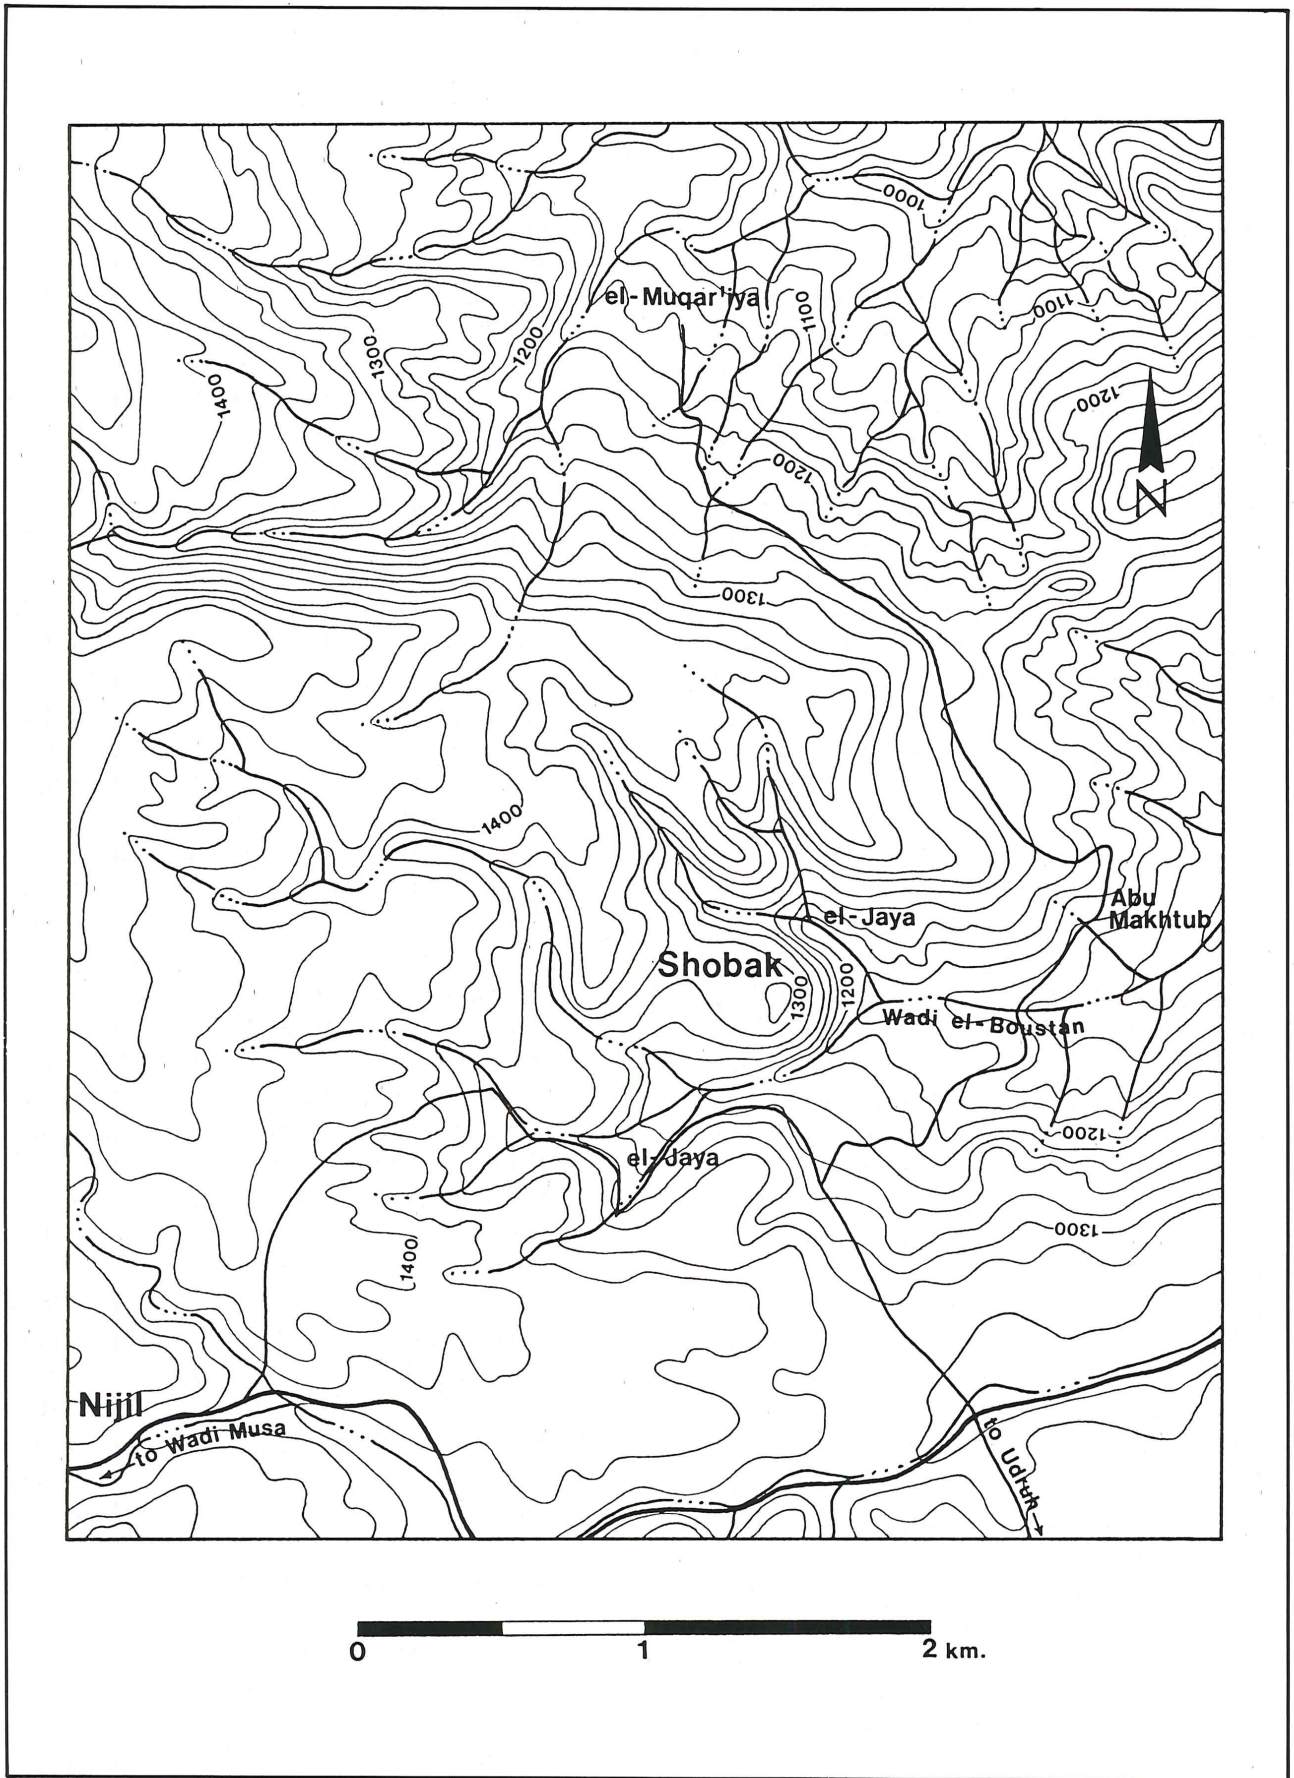 1000
el-Muqar'iya
1100
1100
1200
1300
1400
1200
1200
N
1300
1400
Abu
Makhtub
el-Jaya
Shobak
1300
1200
Wadi el-Boustan
1200
el-Jaya
1300
1400
Nijil
to Wadi Musa
to Udruh
0
1
2 km.